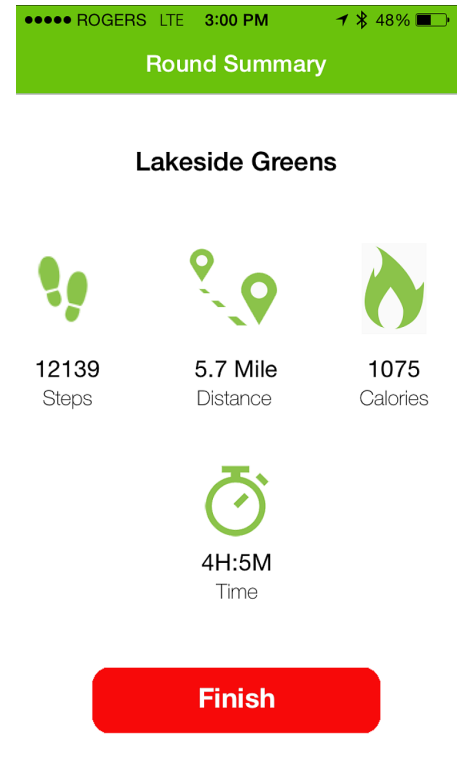 ROGERS LTE 3:00 PM 48%
Round Summary
Lakeside Greens
12139 5.7 Mile 1075
Steps Distance Calories
4H:5M
Time
Finish